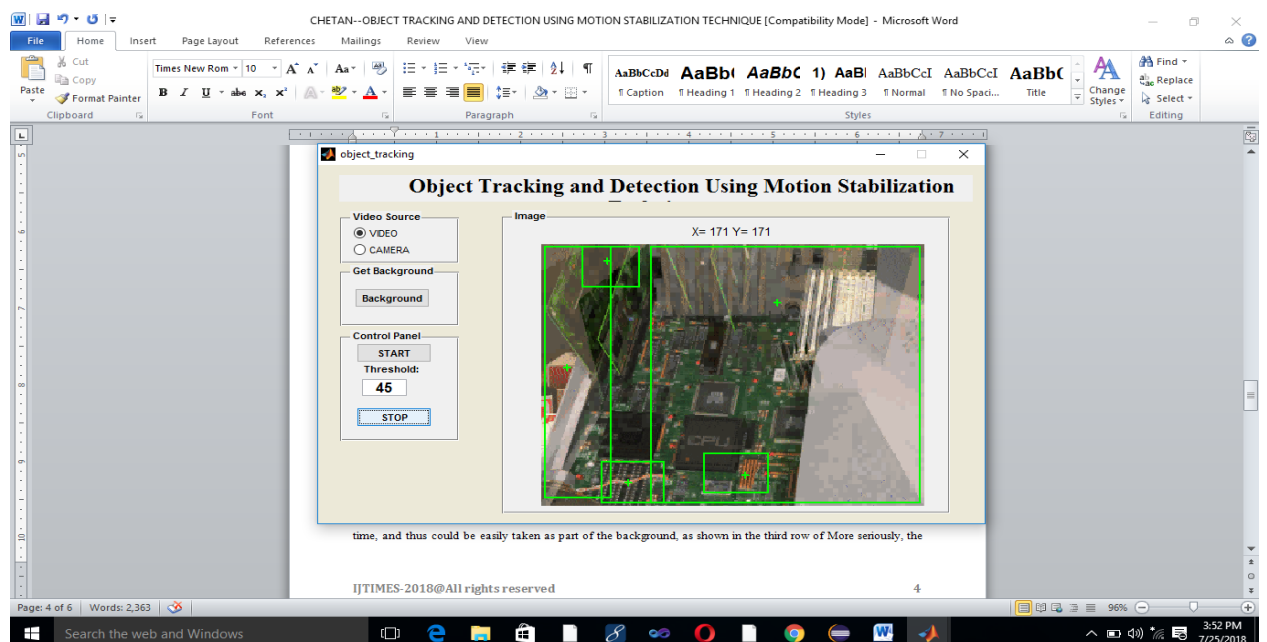 CHETAN--OBJECT TRACKING AND DETECTION USING MOTION STABILIZATION TECHNIQUE [Compatibility Mode] - Microsoft Word
File Home Insert Page Layout References Mailings Review View
Cut
Copy
Format Painter
Paste
Clipboard
Times New Rom 10
Font
Paragraph
AaBbCcDd AaBb( AaBbC 1) AaBl AaBbCcI AaBbCcI AaBb(
¶ Caption ¶ Heading 1 ¶ Heading 2 ¶ Heading 3 ¶ Normal ¶ No Spaci... Title
Styles
Change Styles
Find
Replace
Select
Editing
object_tracking
Object Tracking and Detection Using Motion Stabilization
Video Source
VIDEO
CAMERA
Get Background
Background
Control Panel
START
Threshold:
45
STOP
Image
X= 171 Y= 171
CPU
time, and thus could be easily taken as part of the background, as shown in the third row of More seriously, the
IJTIMES-2018@All rights reserved 4
Page: 4 of 6 Words: 2,363 96%
Search the web and Windows
3:52 PM
7/25/2018